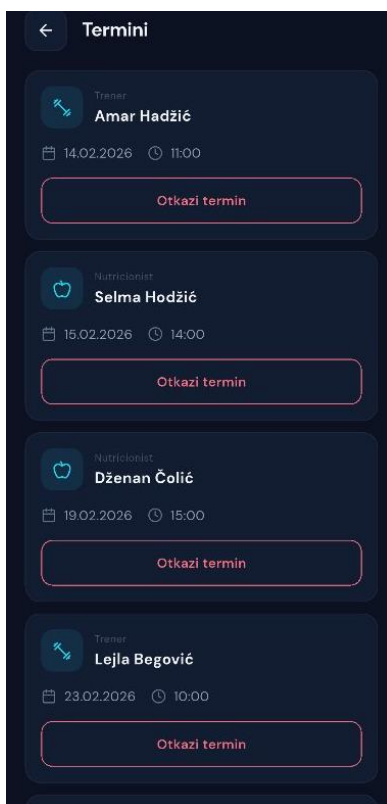 Termini
Trener
Amar Hadžić
14.02.2026 11:00
Otkazi termin
Nutricionist
Selma Hodžić
15.02.2026 14:00
Otkazi termin
Nutricionist
Dženan Čolić
19.02.2026 15:00
Otkazi termin
Trener
Lejla Begović
23.02.2026 10:00
Otkazi termin